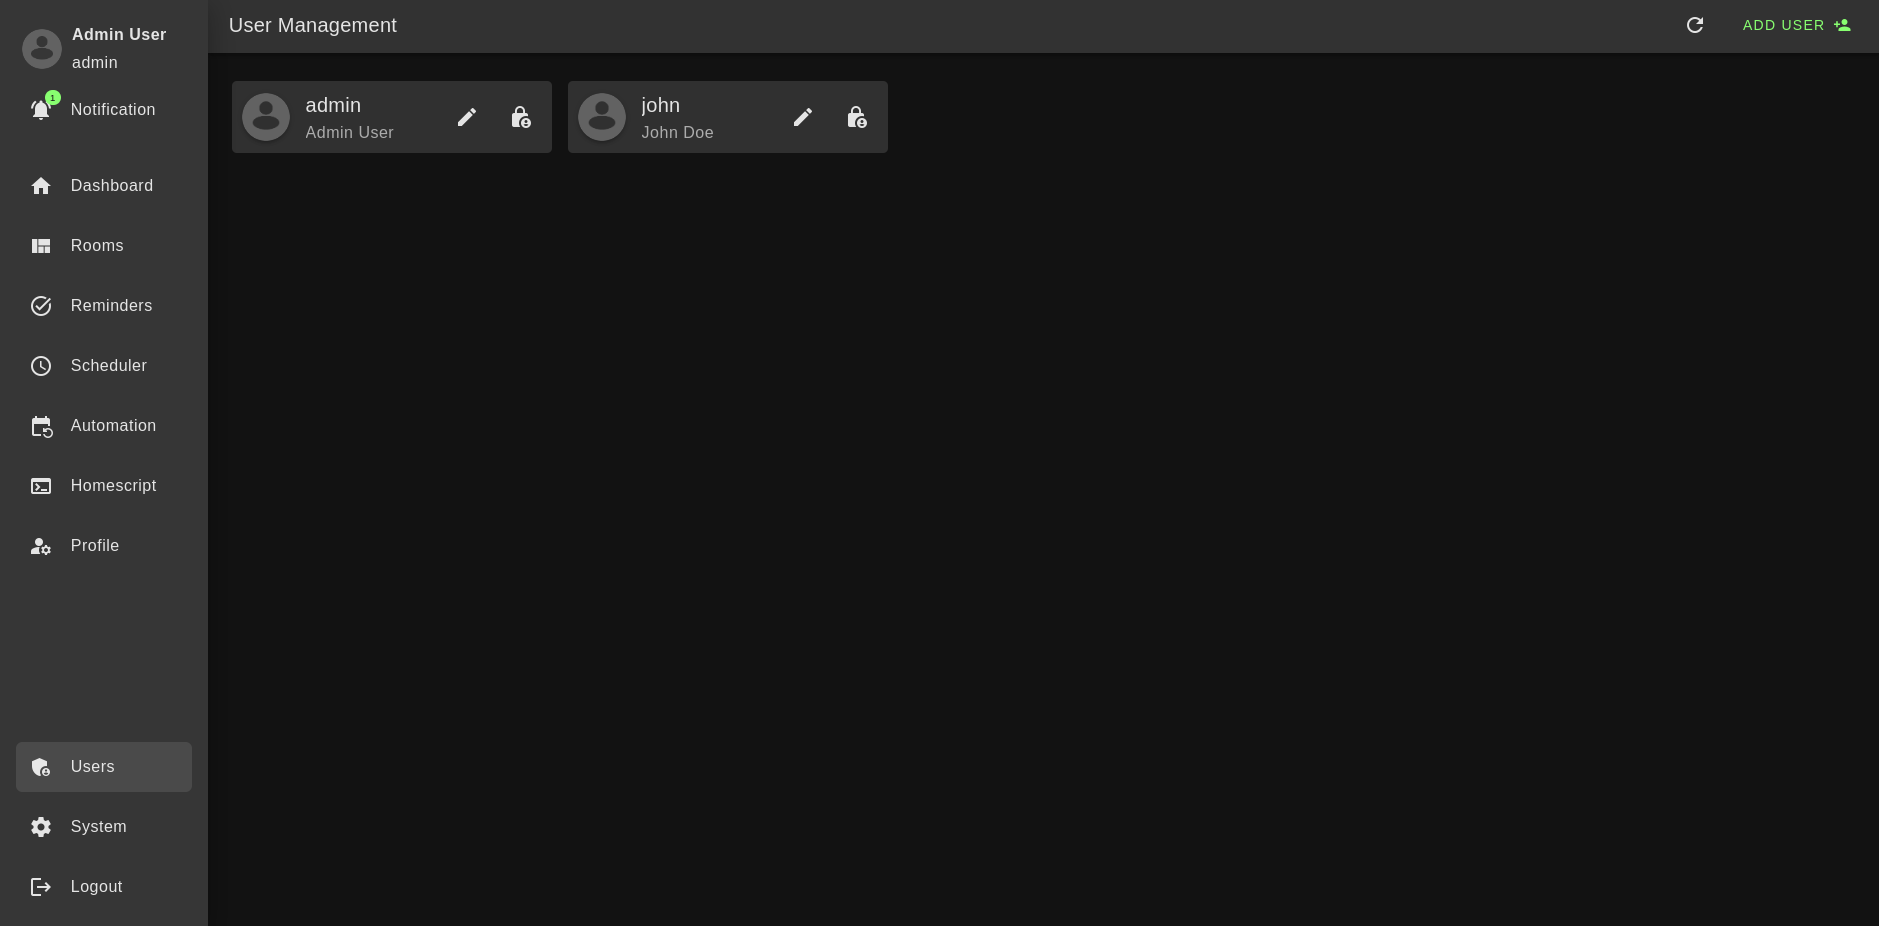 Admin User
admin
1
Notification
Dashboard
Rooms
Reminders
Scheduler
Automation
Homescript
Profile
Users
System
Logout
User Management
ADD USER
admin
Admin User
john
John Doe